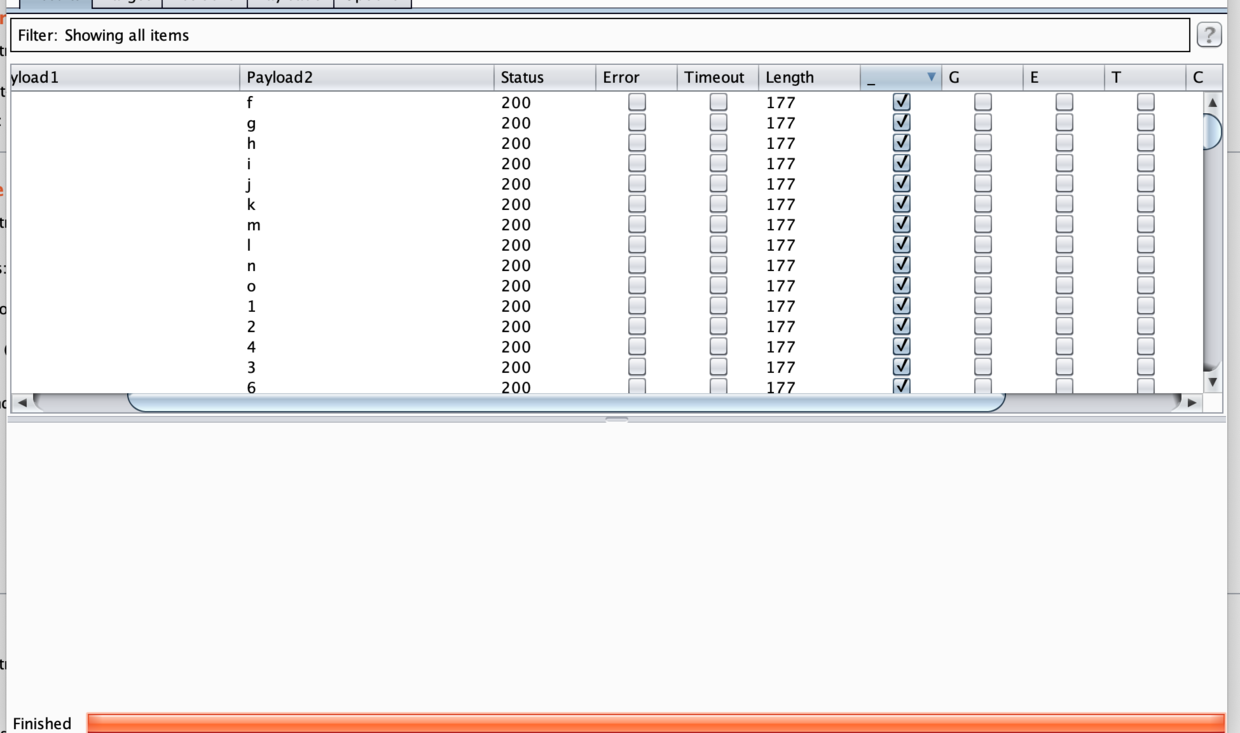 Filter: Showing all items
?
yload1 Payload2 Status Error Timeout Length _ G E T C
f 200 177
g 200 177
h 200 177
i 200 177
j 200 177
k 200 177
m 200 177
l 200 177
n 200 177
o 200 177
1 200 177
2 200 177
4 200 177
3 200 177
6 200 177
Finished